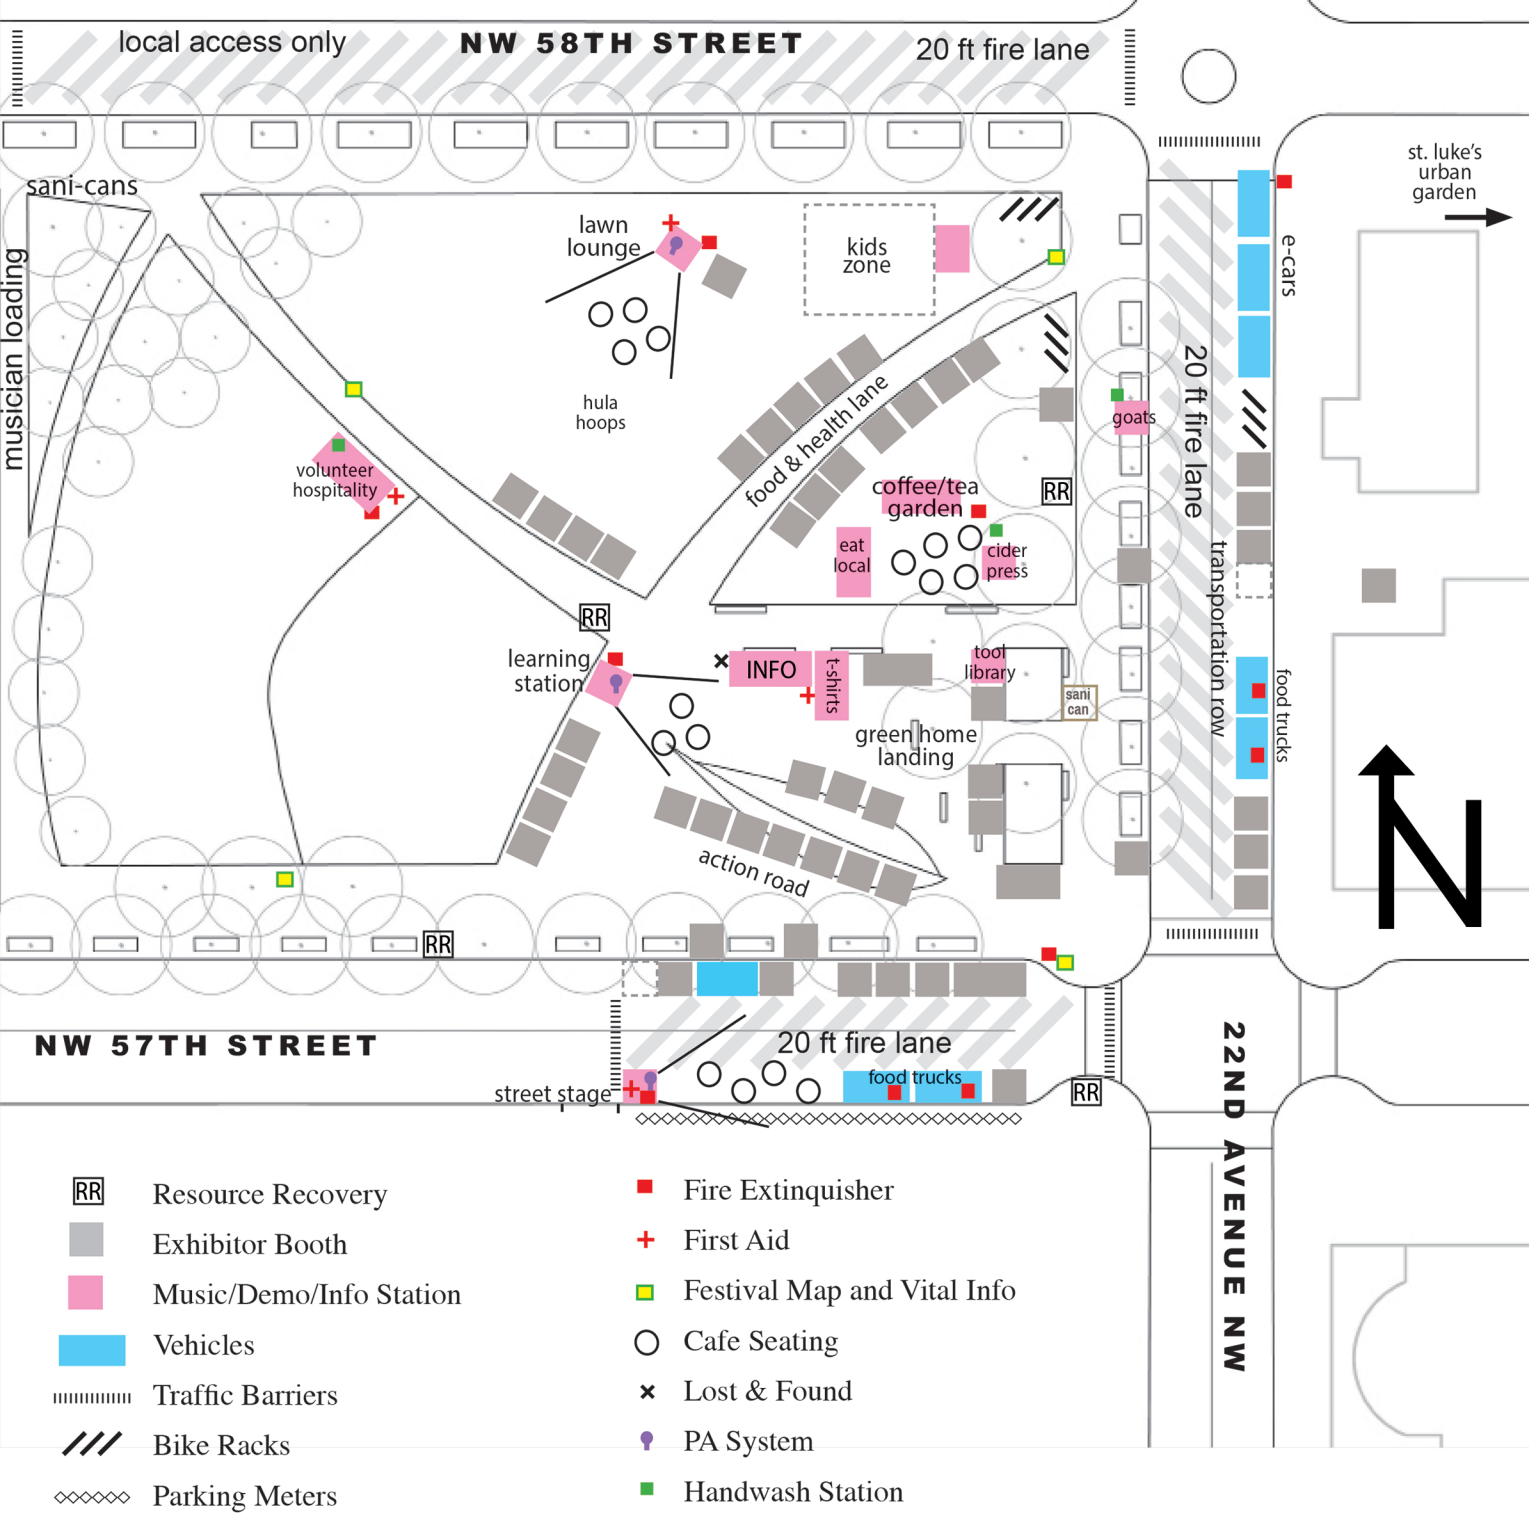 local access only
NW 58TH STREET
20 ft fire lane
sani-cans
musician loading
st. luke's
urban
garden
lawn
lounge
kids
zone
e-cars
20 ft fire lane
hula
hoops
food & health lane
goats
volunteer
hospitality
coffee/tea
garden
RR
eat
local
cider
press
transportation row
RR
learning
station
INFO
t-shirts
tool
library
sani
can
food trucks
green home
landing
action road
N
RR
NW 57TH STREET
20 ft fire lane
street stage
food trucks
RR
22ND AVENUE NW
RR Resource Recovery
Exhibitor Booth
Music/Demo/Info Station
Vehicles
Traffic Barriers
Bike Racks
Parking Meters
Fire Extinguisher
First Aid
Festival Map and Vital Info
Cafe Seating
Lost & Found
PA System
Handwash Station